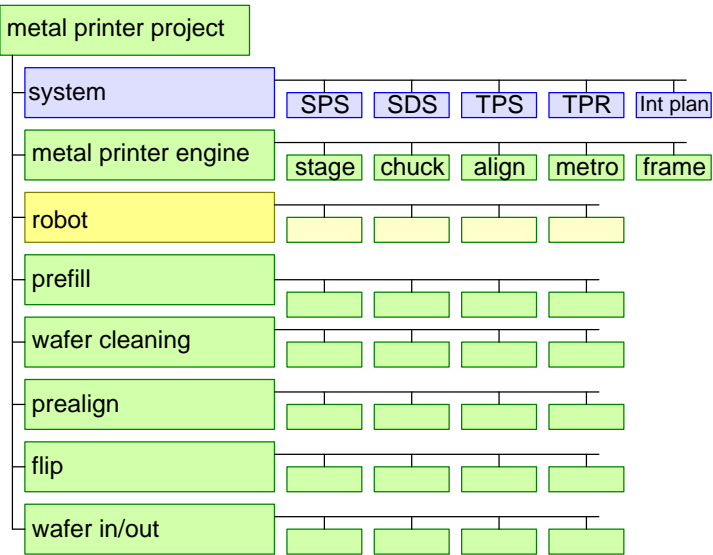 metal printer project
system
SPS SDS TPS TPR Int plan
metal printer engine
stage chuck align metro frame
robot
prefill
wafer cleaning
prealign
flip
wafer in/out